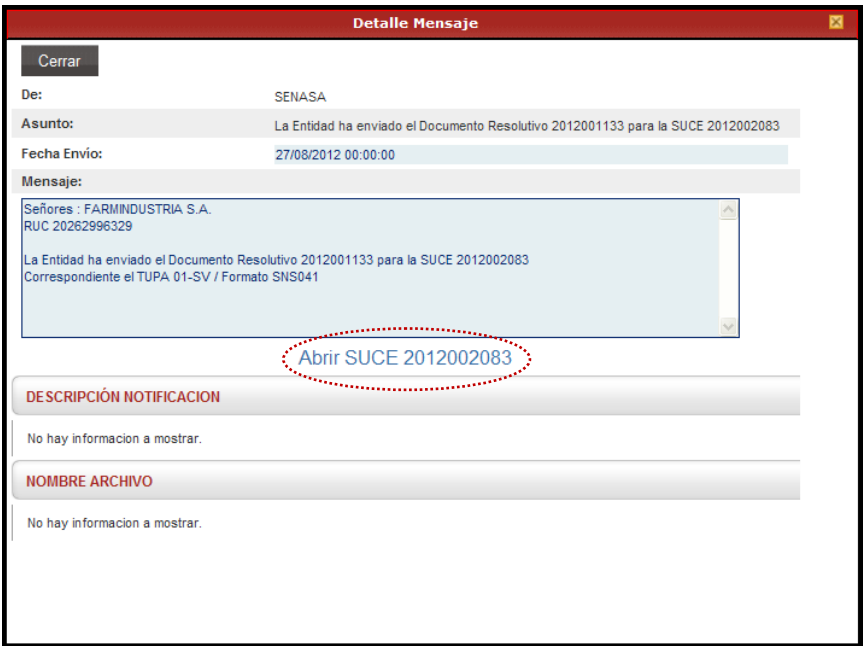 Detalle Mensaje
Cerrar
De: SENASA
Asunto: La Entidad ha enviado el Documento Resolutivo 2012001133 para la SUCE 2012002083
Fecha Envío: 27/08/2012 00:00:00
Mensaje:
Señores : FARMINDUSTRIA S.A.
RUC 20262996329
La Entidad ha enviado el Documento Resolutivo 2012001133 para la SUCE 2012002083
Correspondiente el TUPA 01-SV / Formato SNS041
Abrir SUCE 2012002083
DESCRIPCIÓN NOTIFICACION
No hay informacion a mostrar.
NOMBRE ARCHIVO
No hay informacion a mostrar.